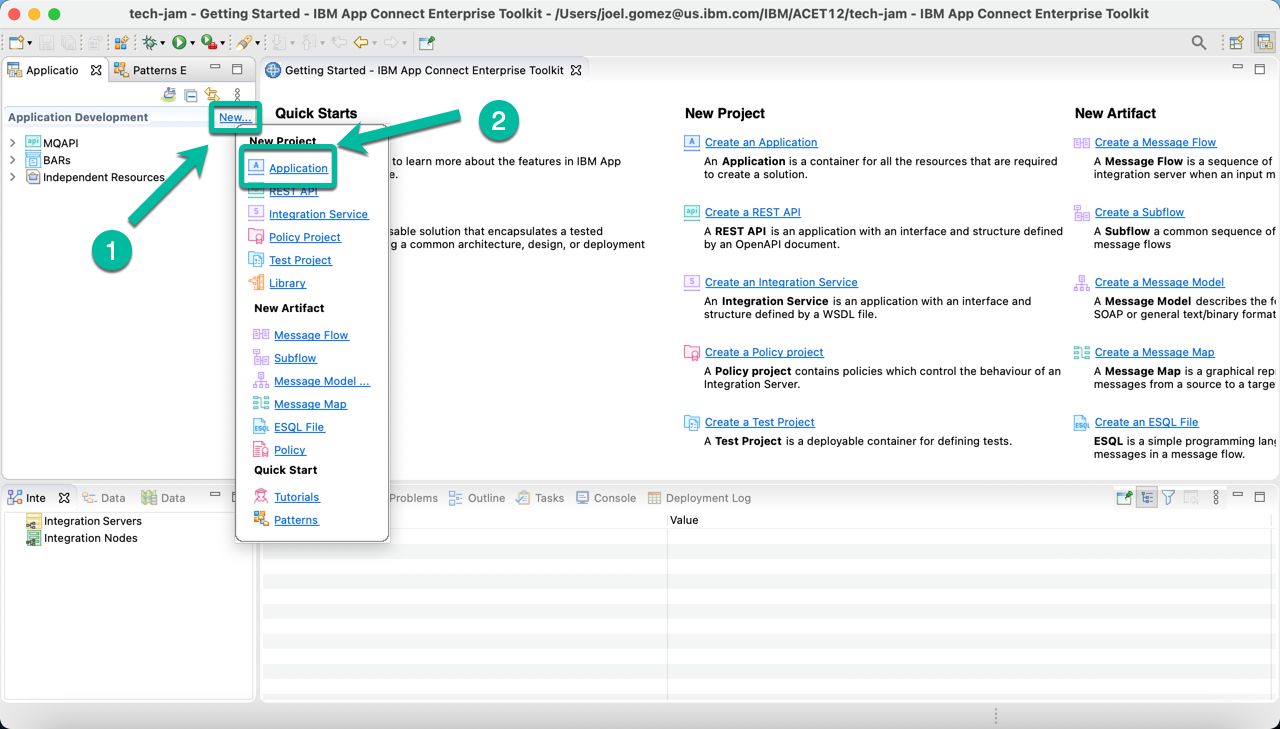 tech-jam - Getting Started - IBM App Connect Enterprise Toolkit - /Users/joel.gomez@us.ibm.com/IBM/ACET12/tech-jam - IBM App Connect Enterprise Toolkit
Applicatio
Patterns E
Getting Started - IBM App Connect Enterprise Toolkit
Application Development
New...
MQAPI
BARs
Independent Resources
1
2
New Project
Application
REST API
Integration Service
Policy Project
Test Project
Library
New Artifact
Message Flow
Subflow
Message Model ...
Message Map
ESQL File
Policy
Quick Start
Tutorials
Patterns
Quick Starts
to learn more about the features in IBM App
sable solution that encapsulates a tested
g a common architecture, design, or deployment
New Project
Create an Application
An Application is a container for all the resources that are required
to create a solution.
Create a REST API
A REST API is an application with an interface and structure defined
by an OpenAPI document.
Create an Integration Service
An Integration Service is an application with an interface and
structure defined by a WSDL file.
Create a Policy project
A Policy project contains policies which control the behaviour of an
Integration Server.
Create a Test Project
A Test Project is a deployable container for defining tests.
New Artifact
Create a Message Flow
A Message Flow is a sequence of
integration server when an input m
Create a Subflow
A Subflow a common sequence of
message flows
Create a Message Model
A Message Model describes the fo
SOAP or general text/binary format
Create a Message Map
A Message Map is a graphical rep
messages from a source to a targe
Create an ESQL File
ESQL is a simple programming lang
messages in a message flow.
Inte
Data
Data
Problems
Outline
Tasks
Console
Deployment Log
Integration Servers
Integration Nodes
Value